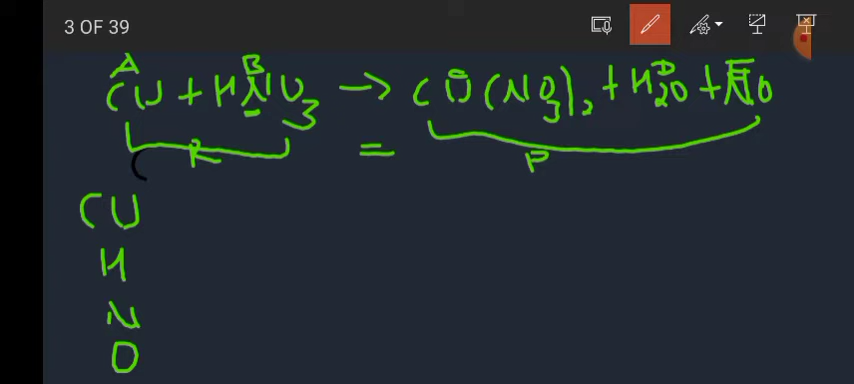 3 OF 39
A B C D E
CU + HNO3 → CU(NO3)2 + H2O + NO
R = P
CU
H
N
O